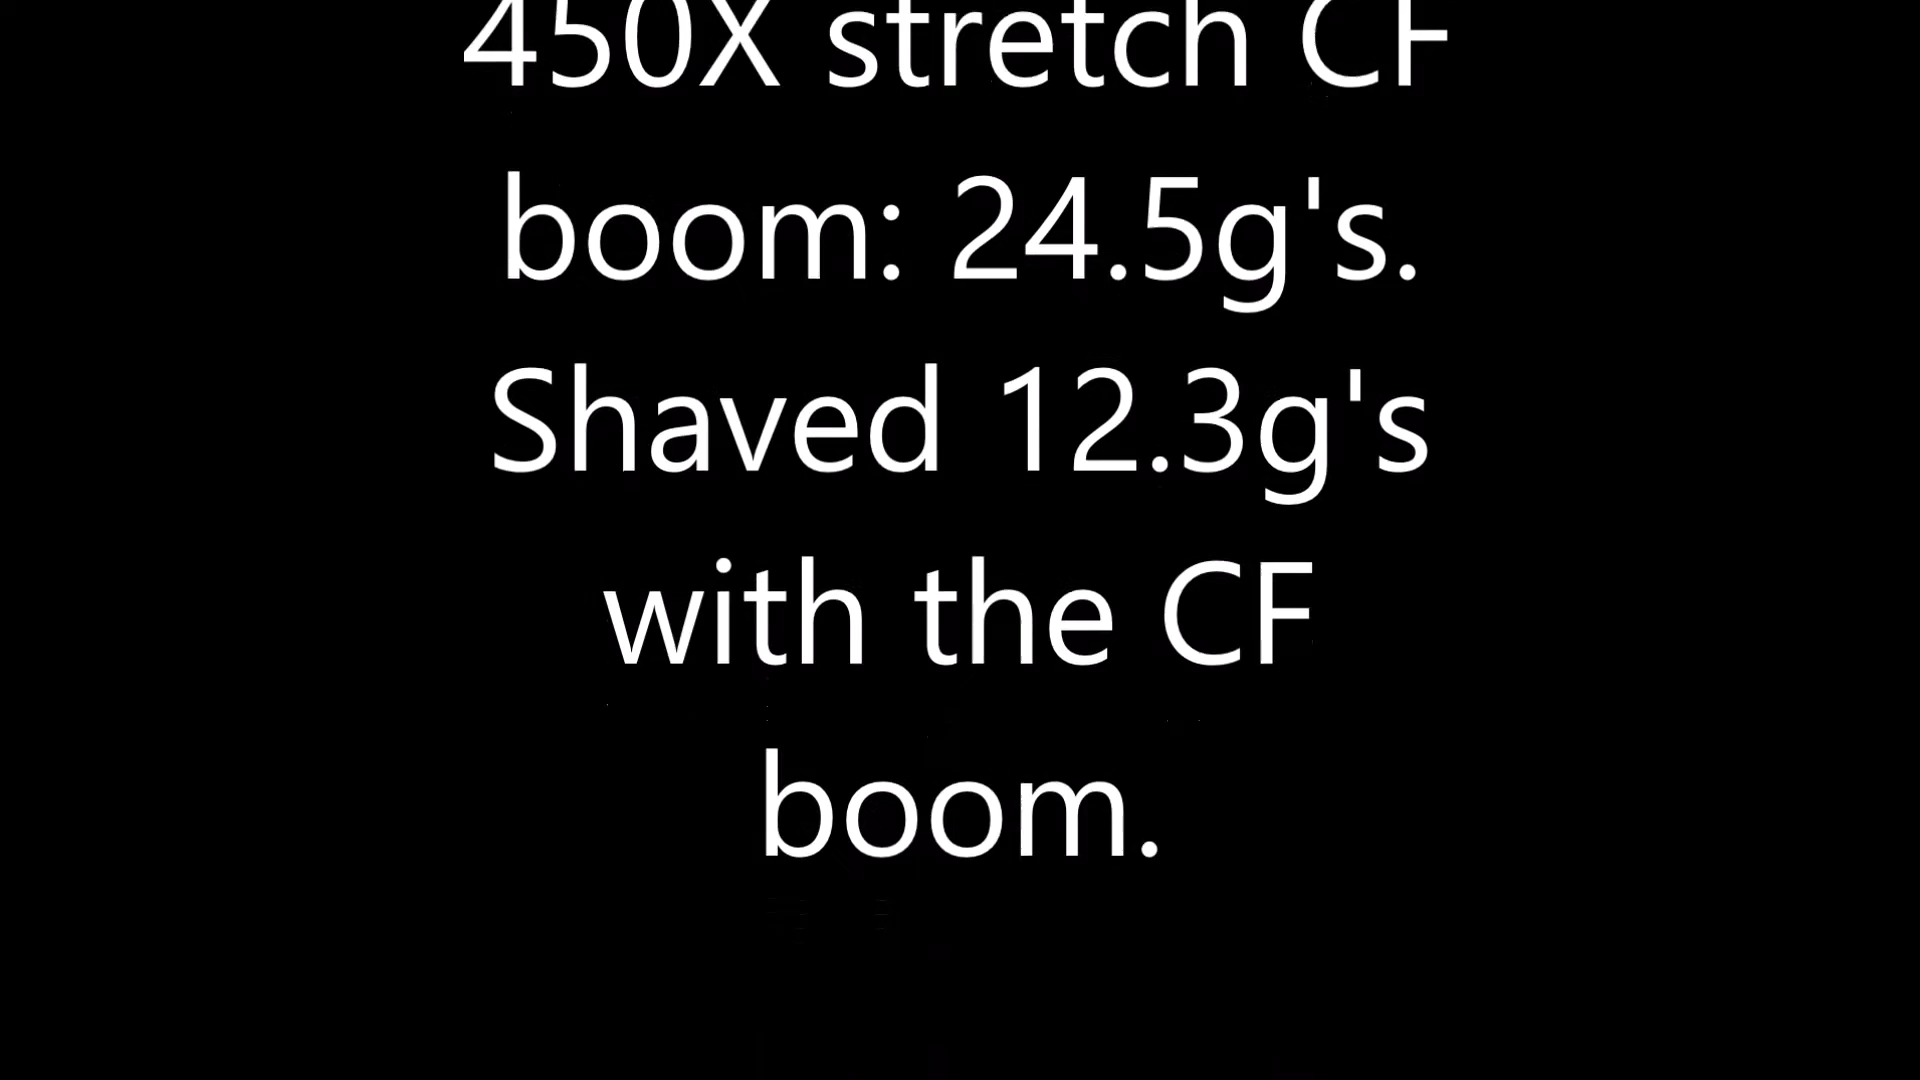 450X stretch CF
boom: 24.5g's.
Shaved 12.3g's
with the CF
boom.